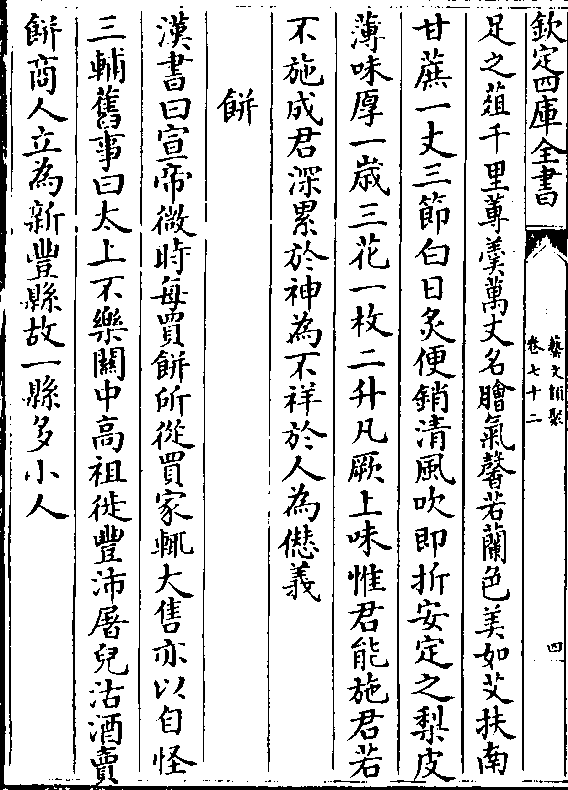 欽定四庫全書
藝文類聚
卷七十二
四
足之葅千里蓴羹萬丈名膾氣馨若蘭色美如艾扶南
甘蔗一丈三節白日炙便銷清風吹即折安定之梨皮
薄味厚一歳三花一枚二升凡厥上味惟君能施君若
不施成君深累於神為不祥於人為僁義
餅
漢書曰宣帝微時每買餅所從買家輒大售亦以自怪
三輔舊事曰太上不樂關中高祖徙豐沛屠兒沽酒賣
餅商人立為新豐縣故一縣多小人